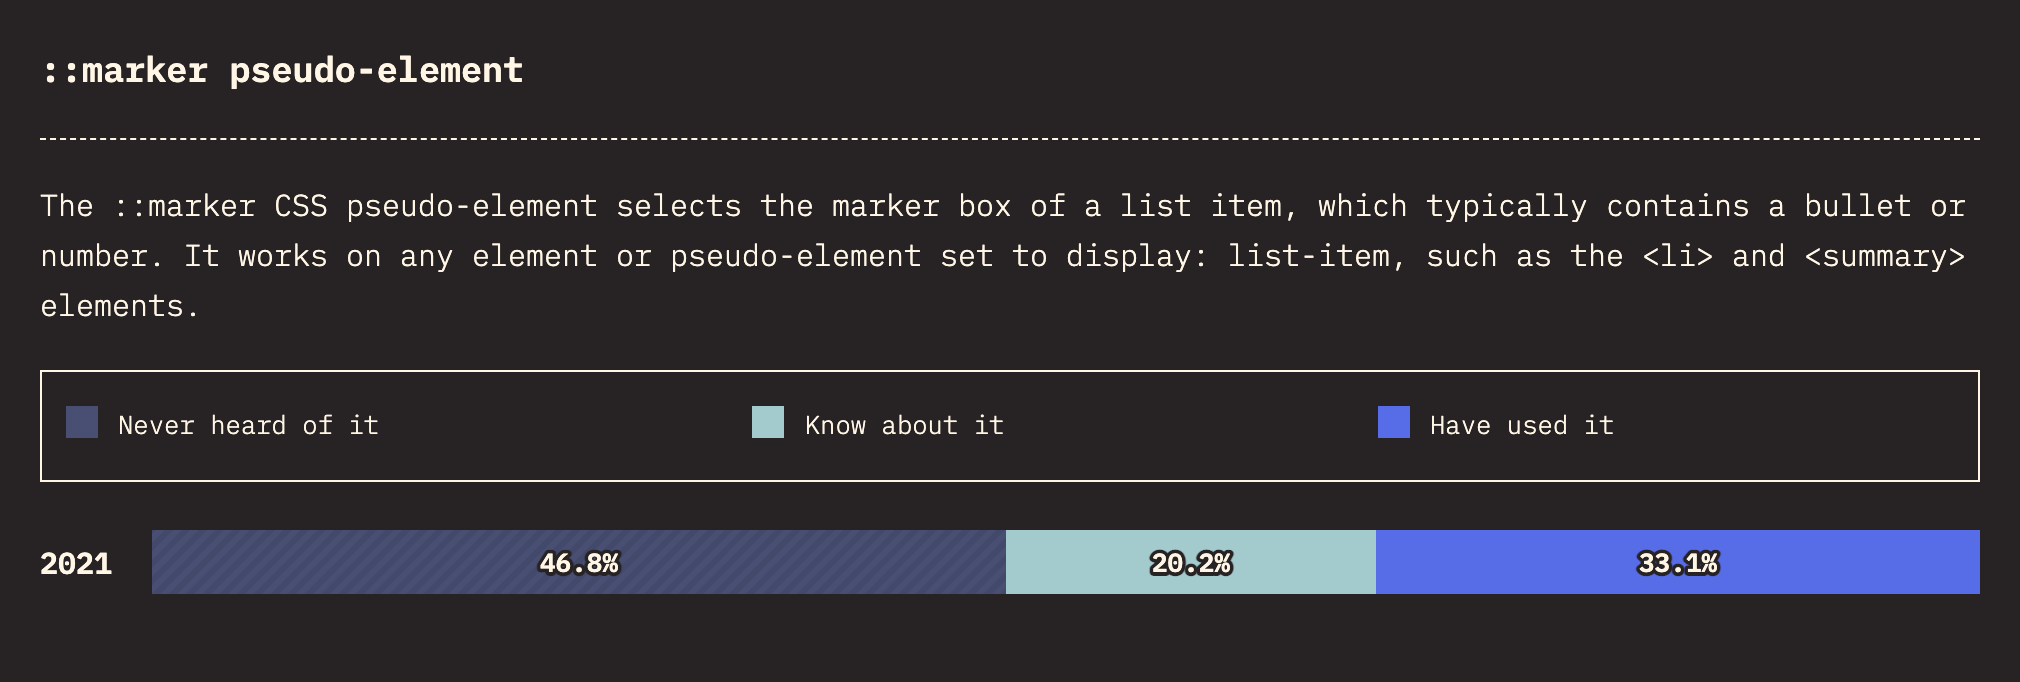 ::marker pseudo-element
The ::marker CSS pseudo-element selects the marker box of a list item, which typically contains a bullet or
number. It works on any element or pseudo-element set to display: list-item, such as the <li> and <summary>
elements.
Never heard of it
Know about it
Have used it
2021 46.8% 20.2% 33.1%